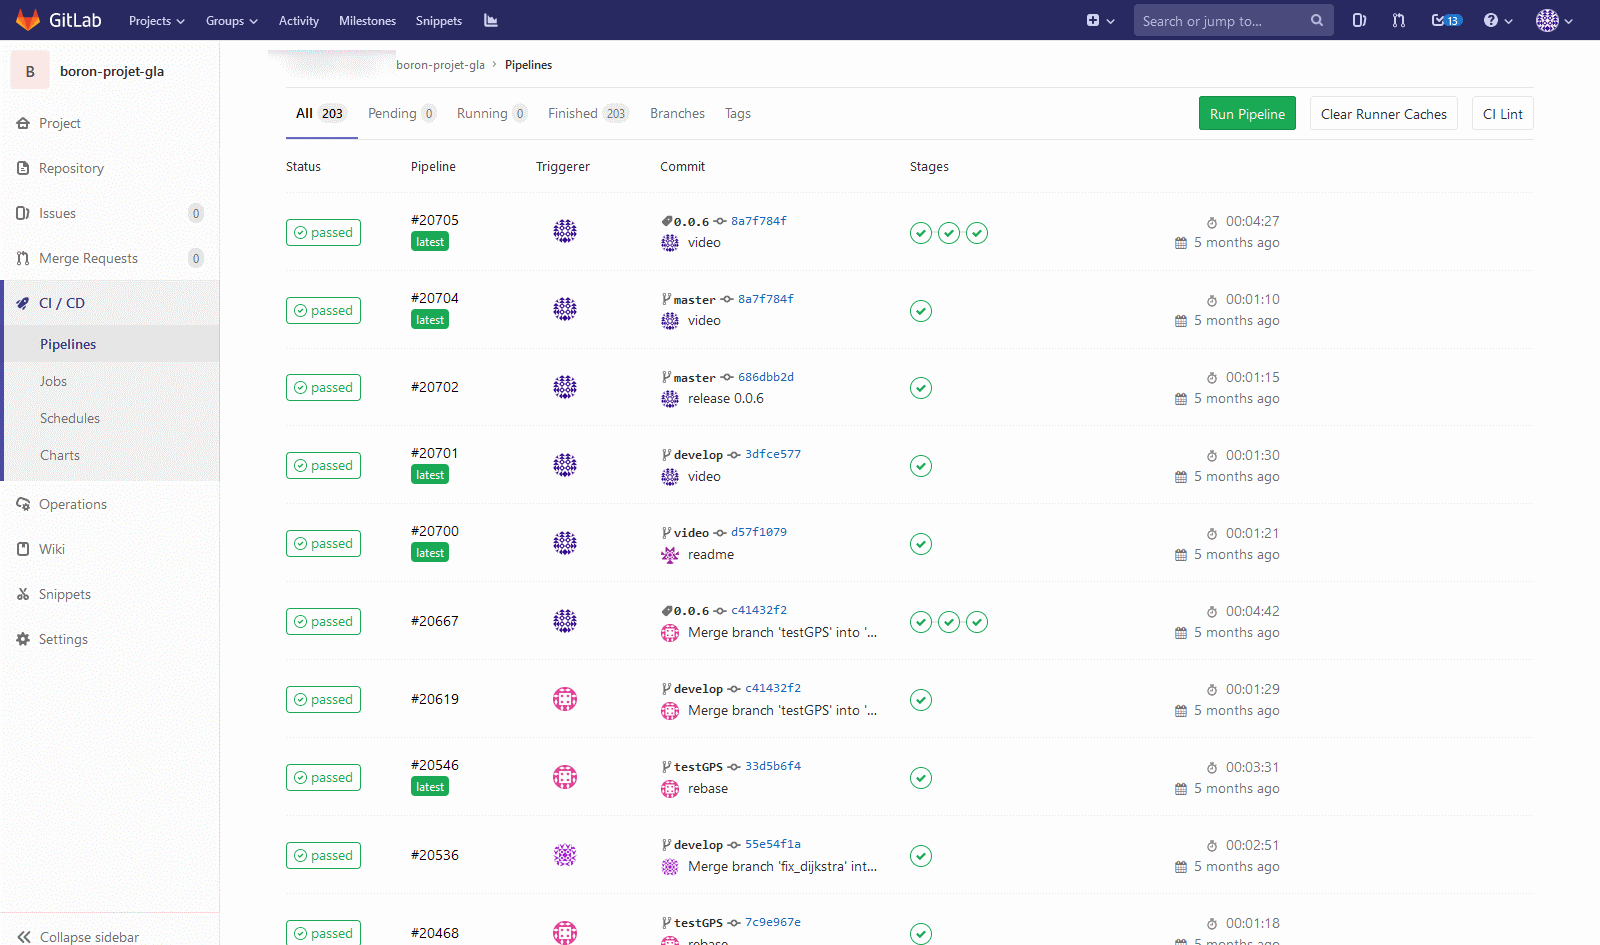 GitLab Projects Groups Activity Milestones Snippets Search or jump to... 13
B boron-projet-gla
Project
Repository
Issues 0
Merge Requests 0
CI / CD
Pipelines
Jobs
Schedules
Charts
Operations
Wiki
Snippets
Settings
Collapse sidebar
boron-projet-gla › Pipelines
All 203 Pending 0 Running 0 Finished 203 Branches Tags Run Pipeline Clear Runner Caches CI Lint
Status Pipeline Triggerer Commit Stages
passed #20705 latest 0.0.6 8a7f784f 00:04:27
video 5 months ago
passed #20704 latest master 8a7f784f 00:01:10
video 5 months ago
passed #20702 master 686dbb2d 00:01:15
release 0.0.6 5 months ago
passed #20701 latest develop 3dfce577 00:01:30
video 5 months ago
passed #20700 latest video d57f1079 00:01:21
readme 5 months ago
passed #20667 0.0.6 c41432f2 00:04:42
Merge branch 'testGPS' into '... 5 months ago
passed #20619 develop c41432f2 00:01:29
Merge branch 'testGPS' into '... 5 months ago
passed #20546 latest testGPS 33d5b6f4 00:03:31
rebase 5 months ago
passed #20536 develop 55e54f1a 00:02:51
Merge branch 'fix_dijkstra' int... 5 months ago
passed #20468 testGPS 7c9e967e 00:01:18
rebase 5 months ago